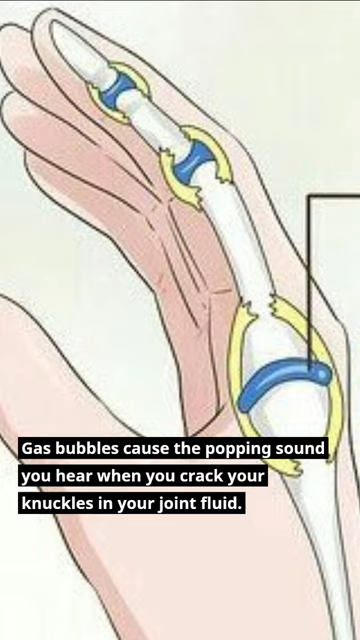 Gas bubbles cause the popping sound
you hear when you crack your
knuckles in your joint fluid.